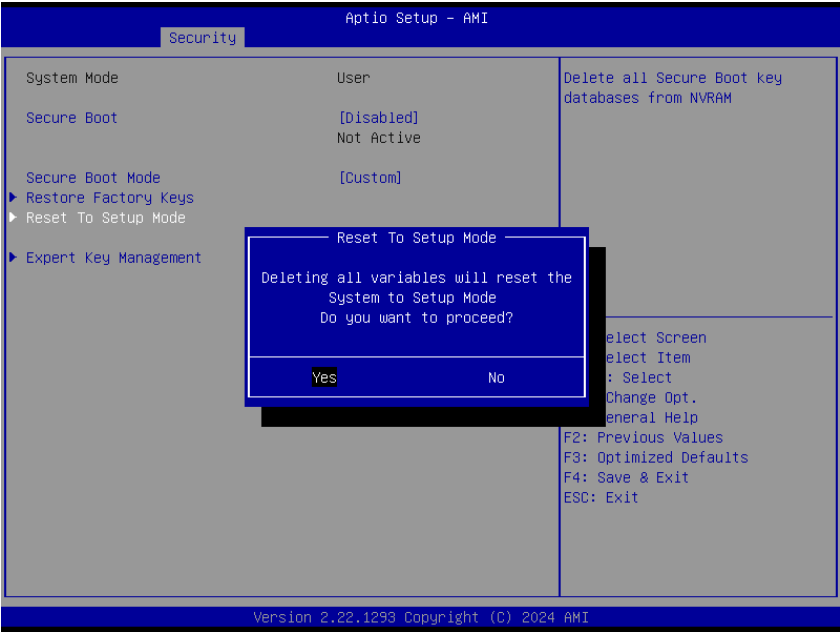 Aptio Setup – AMI
Security
System Mode User
Secure Boot [Disabled]
Not Active
Secure Boot Mode [Custom]
Restore Factory Keys
Reset To Setup Mode
Expert Key Management
Delete all Secure Boot key
databases from NVRAM
Reset To Setup Mode
Deleting all variables will reset the
System to Setup Mode
Do you want to proceed?
Yes No
elect Screen
elect Item
: Select
Change Opt.
eneral Help
F2: Previous Values
F3: Optimized Defaults
F4: Save & Exit
ESC: Exit
Version 2.22.1293 Copyright (C) 2024 AMI